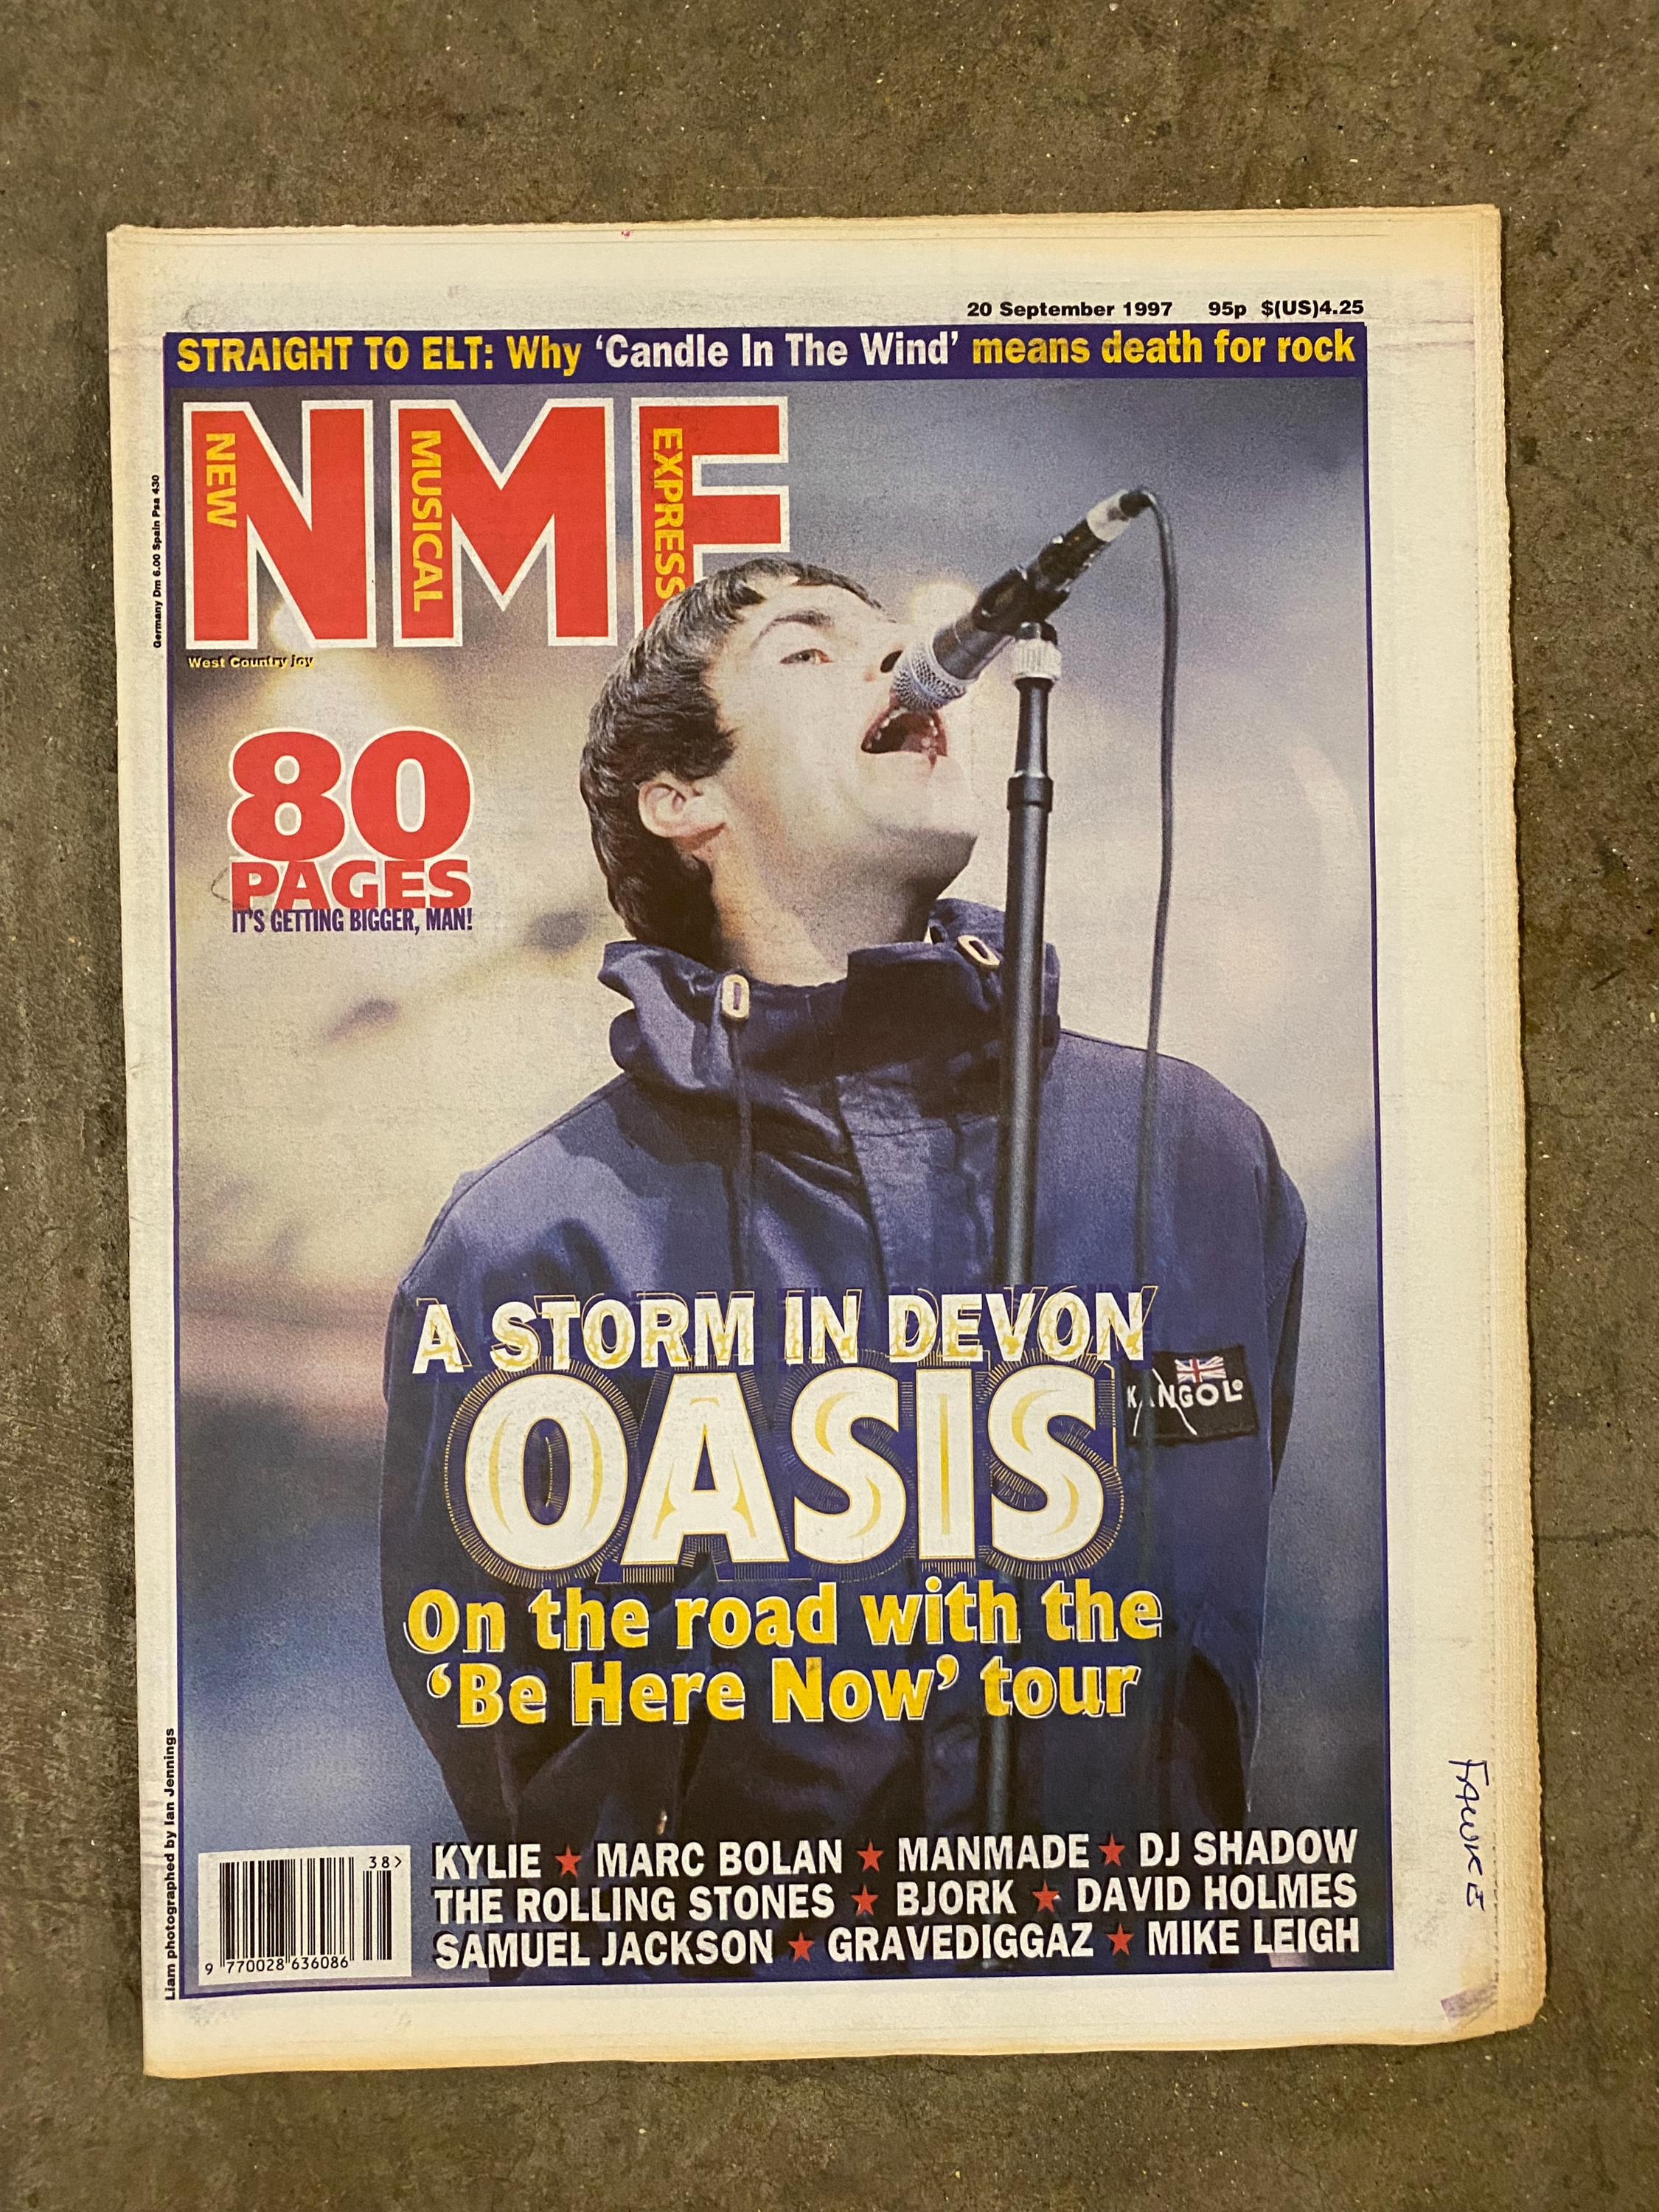 20 September 1997 95p $(US)4.25
STRAIGHT TO ELT: Why ‘Candle In The Wind’ means death for rock
NME
NEW
MUSICAL
EXPRESS
Germany Dm 6.00 Spain Psa 430
West Country joy
80
PAGES
IT'S GETTING BIGGER, MAN!
A STORM IN DEVON
KANGOL®
OASIS
On the road with the
‘Be Here Now’ tour
Liam photographed by Ian Jennings
38>
9 770028 636086
KYLIE ★ MARC BOLAN ★ MANMADE ★ DJ SHADOW
THE ROLLING STONES ★ BJORK ★ DAVID HOLMES
SAMUEL JACKSON ★ GRAVEDIGGAZ ★ MIKE LEIGH